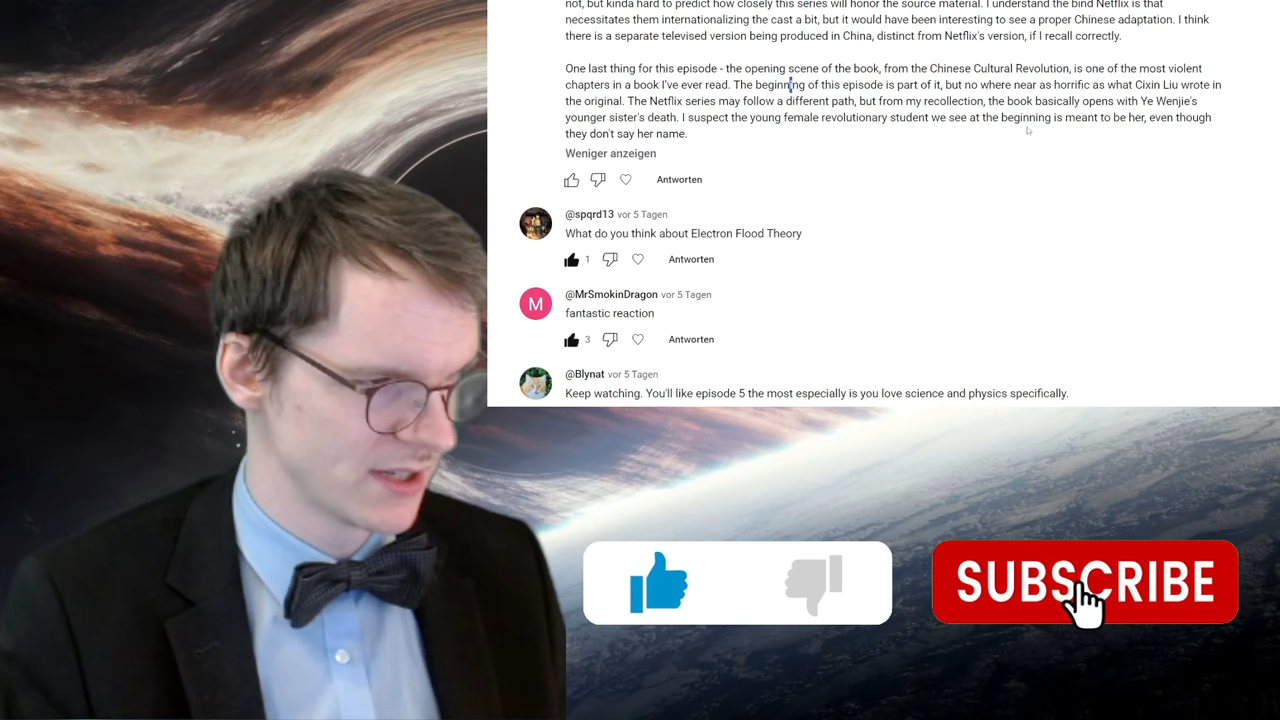 not, but kinda hard to predict how closely this series will honor the source material. I understand the bind Netflix is that
necessitates them internationalizing the cast a bit, but it would have been interesting to see a proper Chinese adaptation. I think
there is a separate televised version being produced in China, distinct from Netflix's version, if I recall correctly.
One last thing for this episode - the opening scene of the book, from the Chinese Cultural Revolution, is one of the most violent
chapters in a book I've ever read. The beginning of this episode is part of it, but no where near as horrific as what Cixin Liu wrote in
the original. The Netflix series may follow a different path, but from my recollection, the book basically opens with Ye Wenjie's
younger sister's death. I suspect the young female revolutionary student we see at the beginning is meant to be her, even though
they don't say her name.
Weniger anzeigen
Antworten
@spqrd13 vor 5 Tagen
What do you think about Electron Flood Theory
1 Antworten
M
@MrSmokinDragon vor 5 Tagen
fantastic reaction
3 Antworten
@Blynat vor 5 Tagen
Keep watching. You'll like episode 5 the most especially is you love science and physics specifically.
SUBSCRIBE